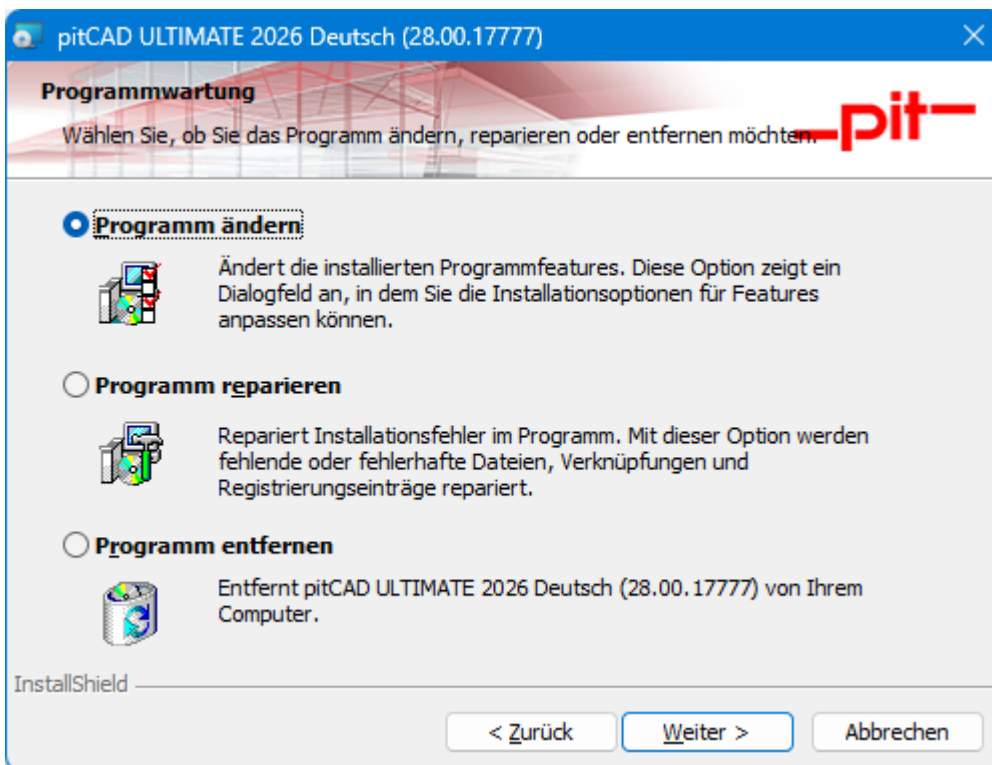 pitCAD ULTIMATE 2026 Deutsch (28.00.17777)
Programmwartung
Wählen Sie, ob Sie das Programm ändern, reparieren oder entfernen möchten.
pit
Programm ändern
Ändert die installierten Programmfeatures. Diese Option zeigt ein
Dialogfeld an, in dem Sie die Installationsoptionen für Features
anpassen können.
Programm reparieren
Repariert Installationsfehler im Programm. Mit dieser Option werden
fehlende oder fehlerhafte Dateien, Verknüpfungen und
Registrierungseinträge repariert.
Programm entfernen
Entfernt pitCAD ULTIMATE 2026 Deutsch (28.00.17777) von Ihrem
Computer.
InstallShield
< Zurück
Weiter >
Abbrechen